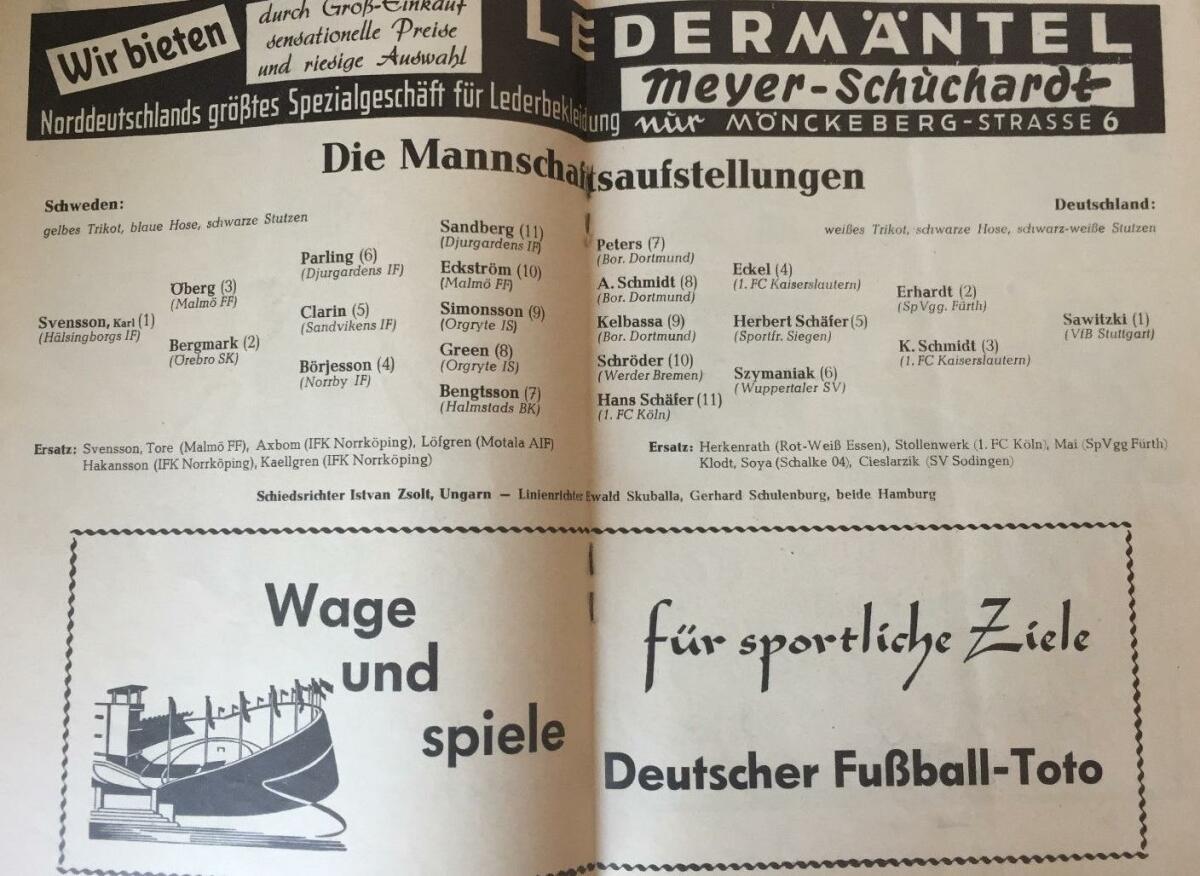 Wir bieten
durch Groß-Einkauf
sensationelle Preise
und riesige Auswahl
LEDERMÄNTEL
Meyer-Schüchardt
Norddeutschlands größtes Spezialgeschäft für Lederbekleidung nur MÖNCKEBERG-STRASSE 6
Die Mannschaftsaufstellungen
Schweden:
gelbes Trikot, blaue Hose, schwarze Stutzen
Svensson, Karl (1)
(Hälsingborgs IF)
Öberg (3)
(Malmö FF)
Bergmark (2)
(Örebro SK)
Parling (6)
(Djurgardens IF)
Clarin (5)
(Sandvikens IF)
Börjesson (4)
(Norrby IF)
Sandberg (11)
(Djurgardens IF)
Eckström (10)
(Malmö FF)
Simonsson (9)
(Orgryte IS)
Green (8)
(Orgryte IS)
Bengtsson (7)
(Halmstads BK)
Ersatz: Svensson, Tore (Malmö FF), Axbom (IFK Norrköping), Löfgren (Motala AIF)
Hakansson (IFK Norrköping), Kaellgren (IFK Norrköping)
Deutschland:
weißes Trikot, schwarze Hose, schwarz-weiße Stutzen
Peters (7)
(Bor. Dortmund)
A. Schmidt (8)
(Bor. Dortmund)
Kelbassa (9)
(Bor. Dortmund)
Schröder (10)
(Werder Bremen)
Hans Schäfer (11)
(1. FC Köln)
Eckel (4)
(1. FC Kaiserslautern)
Herbert Schäfer (5)
(Sportfr. Siegen)
Szymaniak (6)
(Wuppertaler SV)
Erhardt (2)
(SpVgg. Fürth)
K. Schmidt (3)
(1. FC Kaiserslautern)
Sawitzki (1)
(VfB Stuttgart)
Ersatz: Herkenrath (Rot-Weiß Essen), Stollenwerk (1. FC Köln), Mai (SpVgg Fürth)
Klodt, Soya (Schalke 04), Cieslarzik (SV Sodingen)
Schiedsrichter Istvan Zsolt, Ungarn — Linienrichter Ewald Skuballa, Gerhard Schulenburg, beide Hamburg
Wage
und
spiele
für sportliche Ziele
Deutscher Fußball-Toto